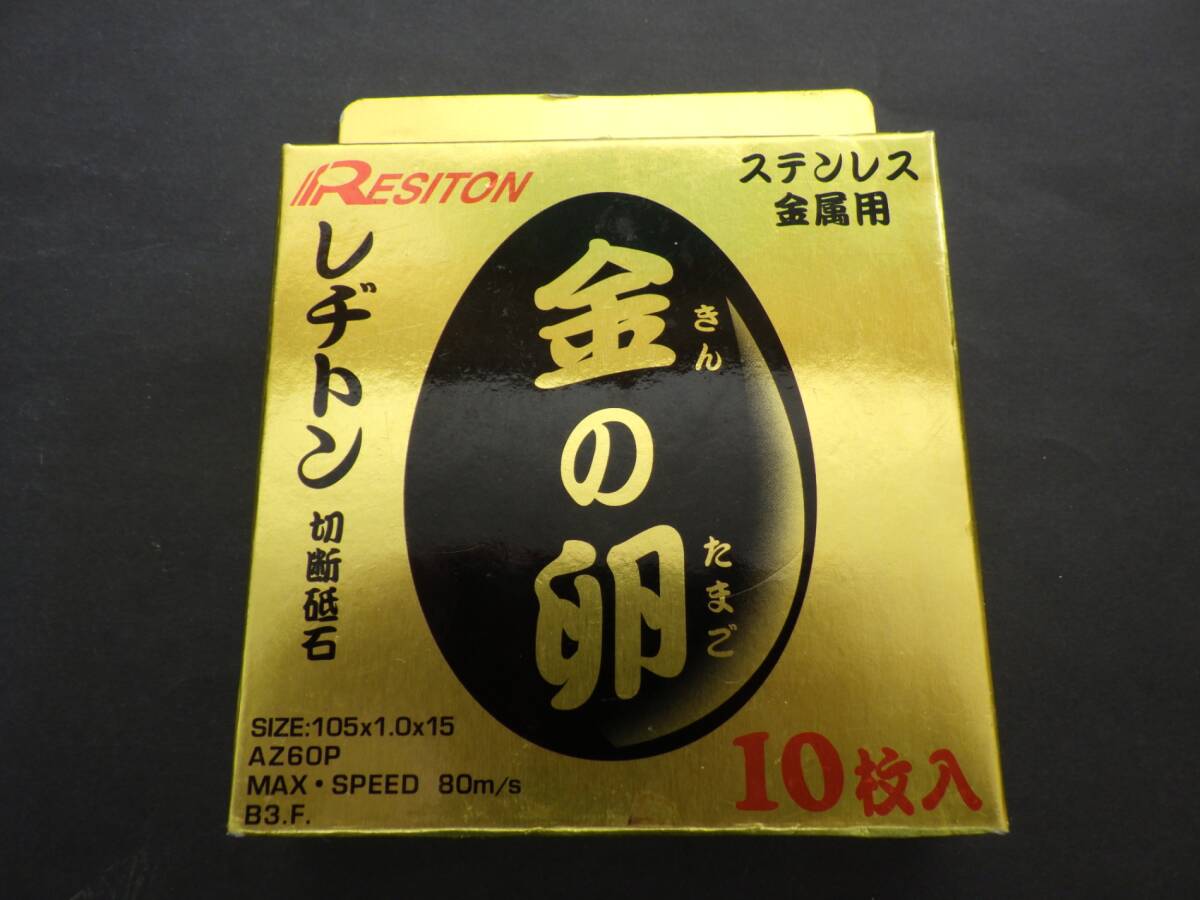 RESITON
ステンレス
金属用
レヂトン 切断砥石
金の卵
きん
たまご
SIZE:105x1.0x15
AZ60P
MAX・SPEED 80m/s
B3.F.
10枚入